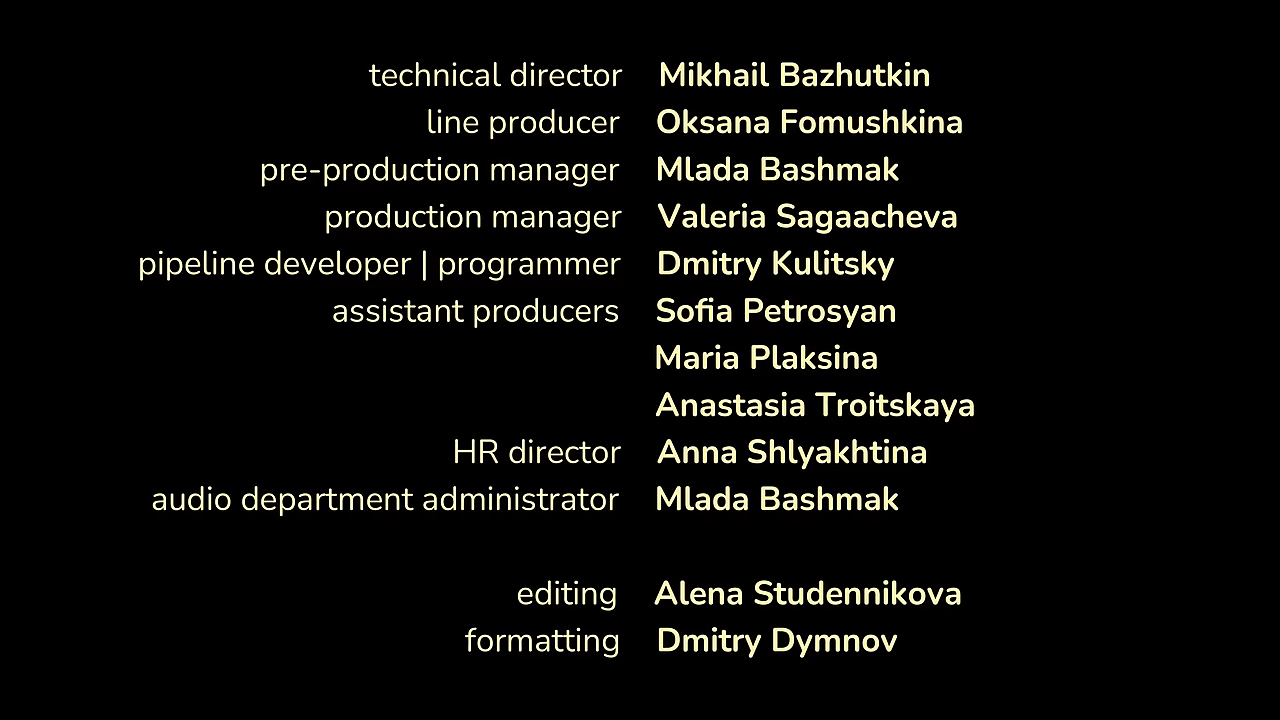 technical director Mikhail Bazhutkin
line producer Oksana Fomushkina
pre-production manager Mlada Bashmak
production manager Valeria Sagaacheva
pipeline developer | programmer Dmitry Kulitsky
assistant producers Sofia Petrosyan
Maria Plaksina
Anastasia Troitskaya
HR director Anna Shlyakhtina
audio department administrator Mlada Bashmak
editing Alena Studennikova
formatting Dmitry Dymnov